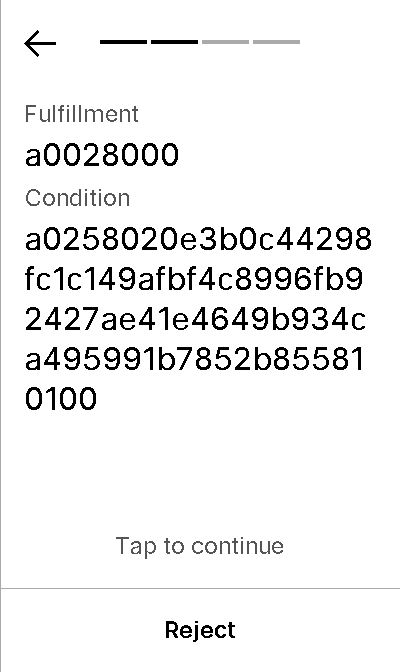 Fulfillment
a0028000
Condition
a0258020e3b0c44298
fc1c149afbf4c8996fb9
2427ae41e4649b934c
a495991b7852b85581
0100
Tap to continue
Reject